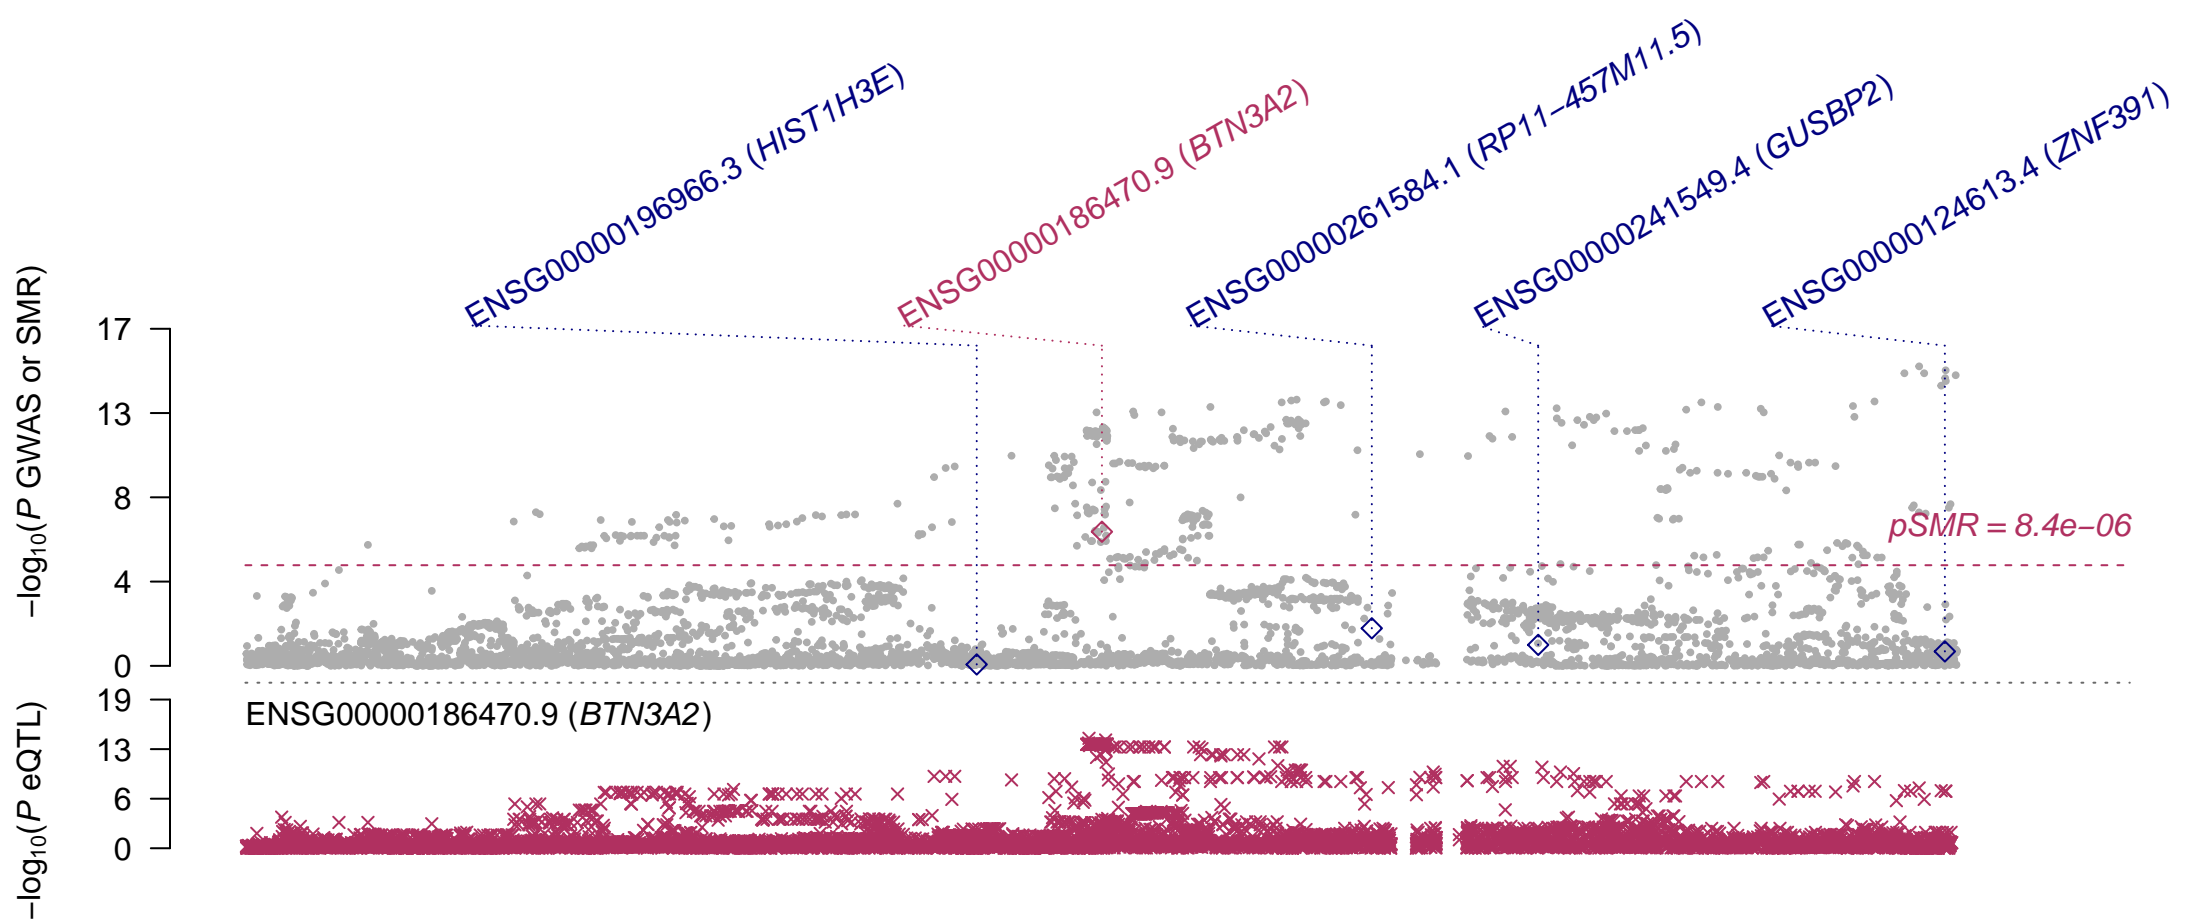 ENSG00000196966.3 (HIST1H3E)
ENSG00000186470.9 (BTN3A2)
ENSG00000261584.1 (RP11−457M11.5)
ENSG00000241549.4 (GUSBP2)
ENSG00000124613.4 (ZNF391)
−log10(P GWAS or SMR)
17
13
8
4
0
pSMR = 8.4e−06
−log10(P eQTL)
19
13
6
0
ENSG00000186470.9 (BTN3A2)